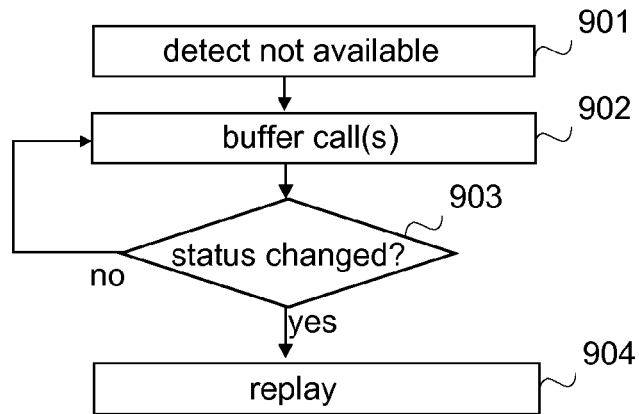 901
detect not available
902
buffer call(s)
903
status changed?
no
yes
904
replay